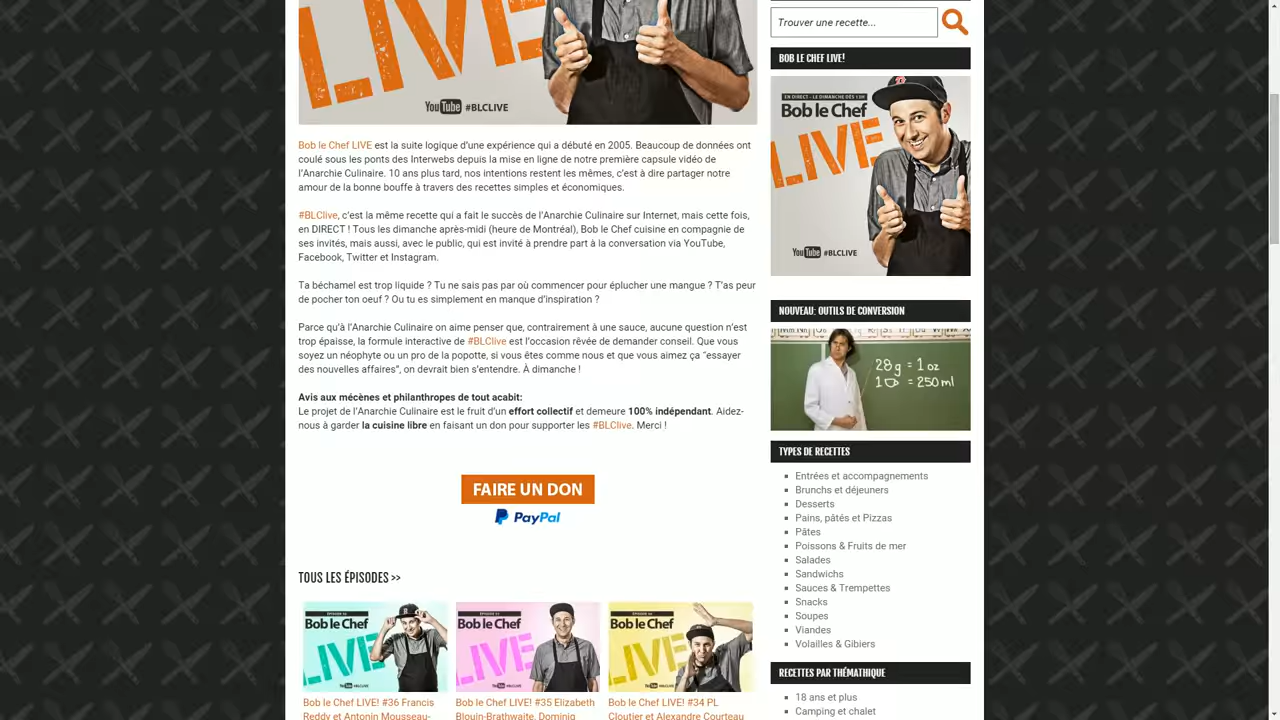 LIVE
YouTube #BLCLIVE
Bob le Chef LIVE est la suite logique d'une expérience qui a débuté en 2005. Beaucoup de données ont
coulé sous les ponts des Interwebs depuis la mise en ligne de notre première capsule vidéo de
l'Anarchie Culinaire. 10 ans plus tard, nos intentions restent les mêmes, c'est à dire partager notre
amour de la bonne bouffe à travers des recettes simples et économiques.
#BLClive, c'est la même recette qui a fait le succès de l'Anarchie Culinaire sur Internet, mais cette fois,
en DIRECT ! Tous les dimanche après-midi (heure de Montréal), Bob le Chef cuisine en compagnie de
ses invités, mais aussi, avec le public, qui est invité à prendre part à la conversation via YouTube,
Facebook, Twitter et Instagram.
Ta béchamel est trop liquide ? Tu ne sais pas par où commencer pour éplucher une mangue ? T'as peur
de pocher ton oeuf ? Ou tu es simplement en manque d'inspiration ?
Parce qu'à l'Anarchie Culinaire on aime penser que, contrairement à une sauce, aucune question n'est
trop épaisse, la formule interactive de #BLClive est l'occasion rêvée de demander conseil. Que vous
soyez un néophyte ou un pro de la popotte, si vous êtes comme nous et que vous aimez ça "essayer
des nouvelles affaires", on devrait bien s'entendre. À dimanche !
Avis aux mécènes et philanthropes de tout acabit:
Le projet de l'Anarchie Culinaire est le fruit d'un effort collectif et demeure 100% indépendant. Aidez-
nous à garder la cuisine libre en faisant un don pour supporter les #BLClive. Merci !
FAIRE UN DON
PayPal
TOUS LES ÉPISODES >>
ÉPISODE 36
Bob le Chef
LIVE
YouTube #BLCLIVE
Bob le Chef LIVE! #36 Francis
Reddy et Antonin Mousseau-
ÉPISODE 35
Bob le Chef
LIVE
YouTube #BLCLIVE
Bob le Chef LIVE! #35 Elizabeth
Blouin-Brathwaite, Dominig
ÉPISODE 34
Bob le Chef
LIVE
YouTube #BLCLIVE
Bob le Chef LIVE! #34 PL
Cloutier et Alexandre Courteau
Trouver une recette...
BOB LE CHEF LIVE!
EN DIRECT - LE DIMANCHE DÈS 13H
Bob le Chef
LIVE
YouTube #BLCLIVE
NOUVEAU: OUTILS DE CONVERSION
28g = 1 oz
1 = 250 ml
TYPES DE RECETTES
Entrées et accompagnements
Brunchs et déjeuners
Desserts
Pains, pâtés et Pizzas
Pâtes
Poissons & Fruits de mer
Salades
Sandwichs
Sauces & Trempettes
Snacks
Soupes
Viandes
Volailles & Gibiers
RECETTES PAR THÉMATHIQUE
18 ans et plus
Camping et chalet